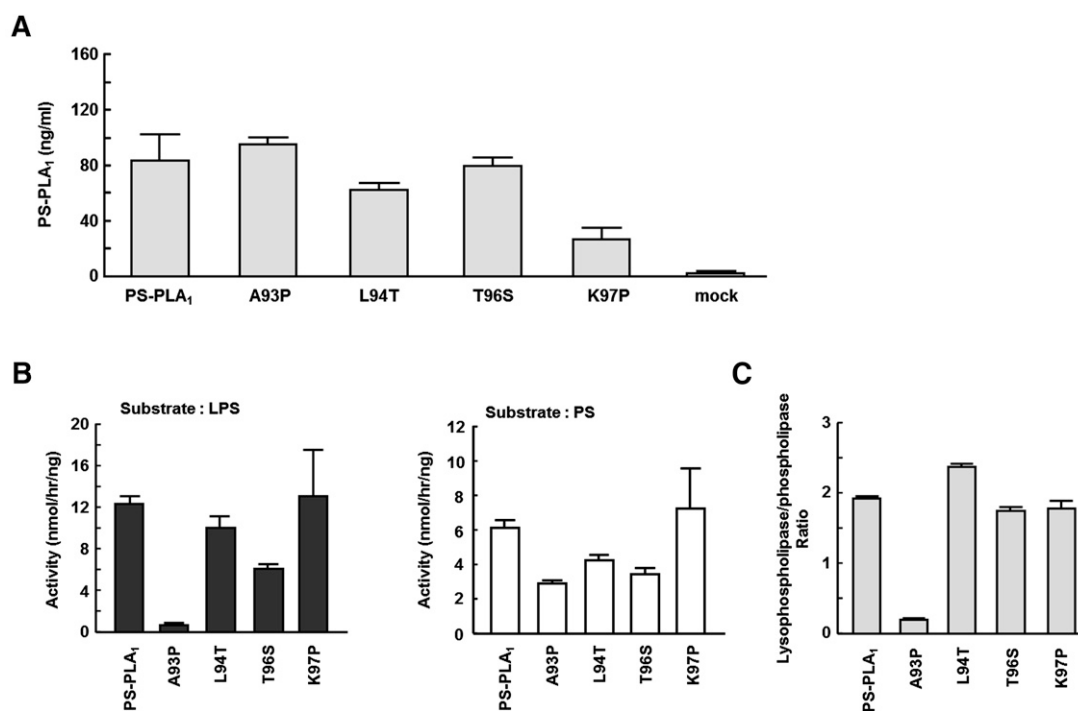 A
PS-PLA₁ (ng/ml)
160
120
80
40
0
PS-PLA₁ A93P L94T T96S K97P mock
B
Substrate : LPS
Activity (nmol/hr/ng)
20
16
12
8
4
0
PS-PLA₁ A93P L94T T96S K97P
Substrate : PS
Activity (nmol/hr/ng)
12
10
8
6
4
2
0
PS-PLA₁ A93P L94T T96S K97P
C
Lysophospholipase/phospholipase
Ratio
3
2
1
0
PS-PLA₁ A93P L94T T96S K97P